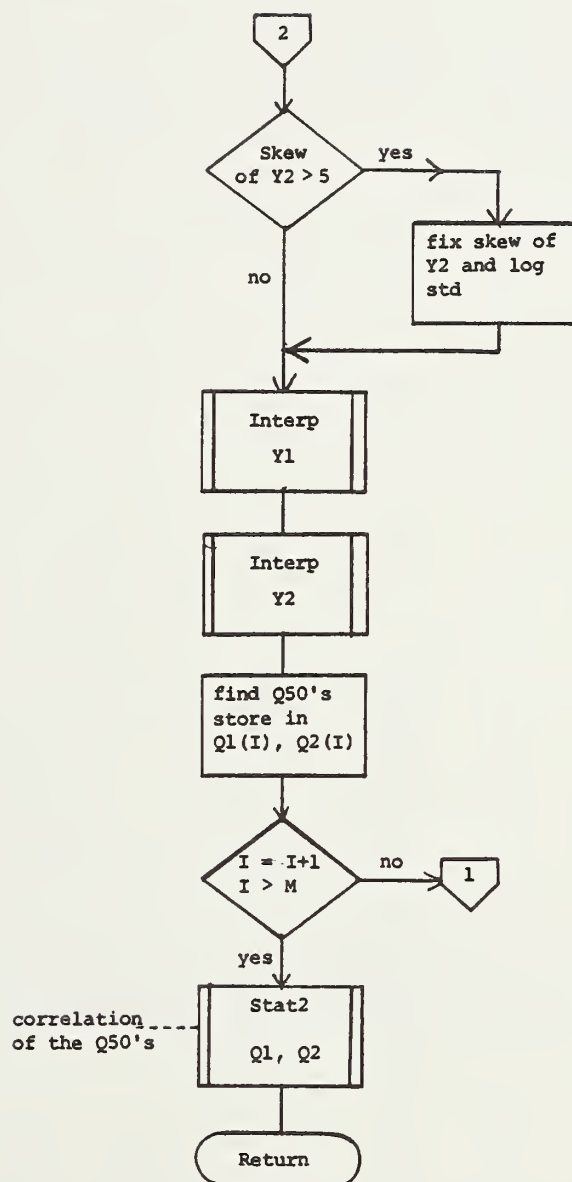 2
Skew
of Y2 > 5
yes
no
fix skew of
Y2 and log
std
Interp
Y1
Interp
Y2
find Q50's
store in
Q1(I), Q2(I)
I = I+1
I > M
no
1
yes
Stat2
Q1, Q2
correlation
of the Q50's
Return